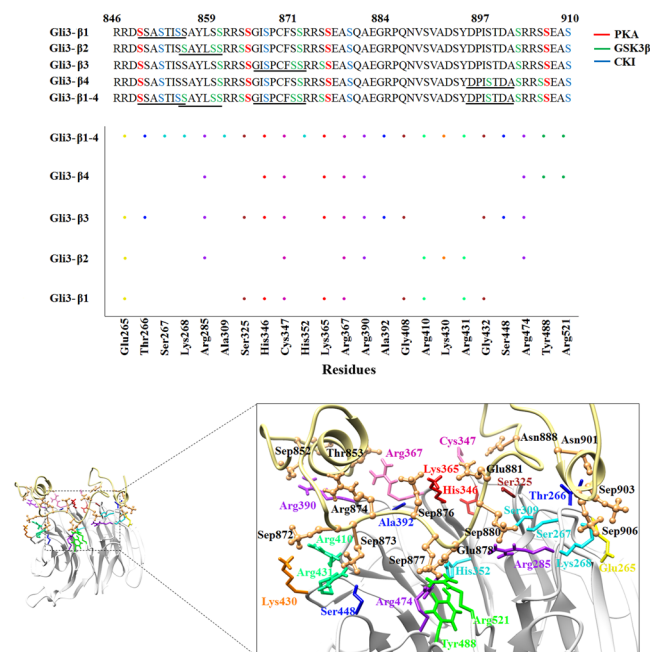 846 859 871 884 897 910
Gli3- β1 RRDSSASTISSAYLSSRRSSGISPCFSSRRSSEASQAEGRPQNVSVADSYDPISTDASRRSSEAS
Gli3- β2 RRDSSASTISSAYLSSRRSSGISPCFSSRRSSEASQAEGRPQNVSVADSYDPISTDASRRSSEAS
Gli3- β3 RRDSSASTISSAYLSSRRSSGISPCFSSRRSSEASQAEGRPQNVSVADSYDPISTDASRRSSEAS
Gli3- β4 RRDSSASTISSAYLSSRRSSGISPCFSSRRSSEASQAEGRPQNVSVADSYDPISTDASRRSSEAS
Gli3- β1-4 RRDSSASTISSAYLSSRRSSGISPCFSSRRSSEASQAEGRPQNVSVADSYDPISTDASRRSSEAS
PKA
GSK3β
CKI
Gli3- β1-4
Gli3- β4
Gli3- β3
Gli3- β2
Gli3- β1
Glu265 Thr266 Ser267 Lys268 Arg285 Ala309 Ser325 His346 Cys347 His352 Lys365 Arg367 Arg390 Ala392 Gly408 Arg410 Lys430 Arg431 Gly432 Ser448 Arg474 Tyr488 Arg521
Residues
Cys347 Asn888 Asn901
Sep852 Thr853 Arg367 Lys365 Glu881
Ser325 Thr266 Sep903
Arg390 Arg874 Ala392 Sep876 His346 Sep880 Ser309 Ser267 Sep906
Sep872 Arg410 Sep873 Sep877 Glu878 Arg285 Lys268 Glu265
Arg431 His352
Lys430 Ser448 Arg474 Arg521
Tyr488